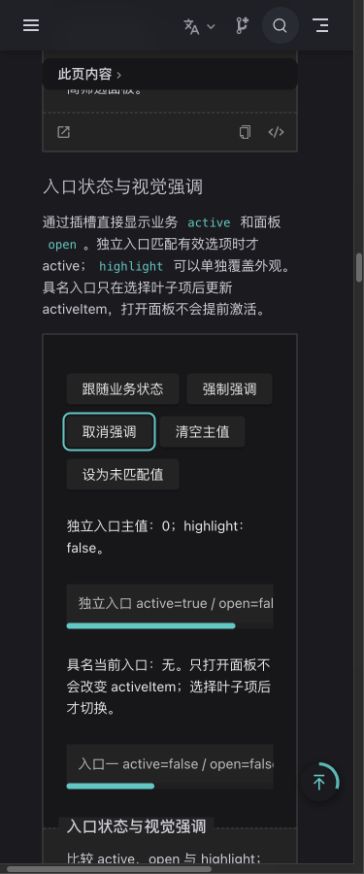 此页内容 ›
高筛选面板。
入口状态与视觉强调
通过插槽直接显示业务 active 和面板
open 。独立入口匹配有效选项时才
active； highlight 可以单独覆盖外观。
具名入口只在选择叶子项后更新
activeItem，打开面板不会提前激活。
跟随业务状态 强制强调
取消强调 清空主值
设为未匹配值
独立入口主值：0；highlight：
false。
独立入口 active=true / open=fal
具名当前入口：无。只打开面板不
会改变 activeItem；选择叶子项后
才切换。
入口一 active=false / open=fals
入口状态与视觉强调
比较 active、open 与 highlight；